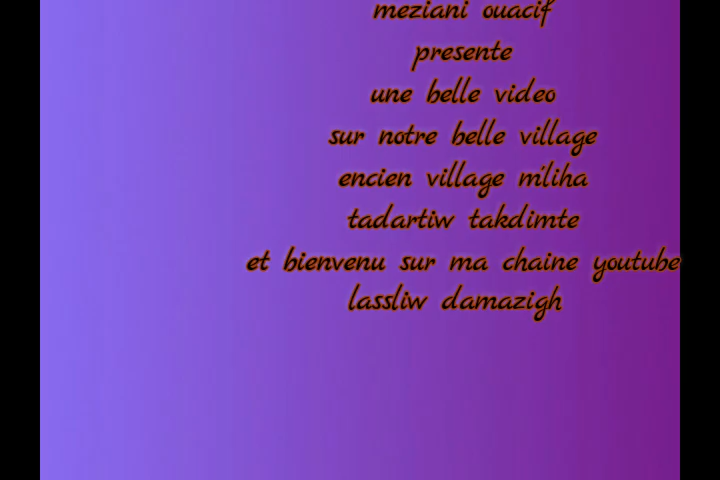 meziani ouacif
presente
une belle video
sur notre belle village
encien village m'liha
tadartiw takdimte
et bienvenu sur ma chaine youtube
lassliw damazigh